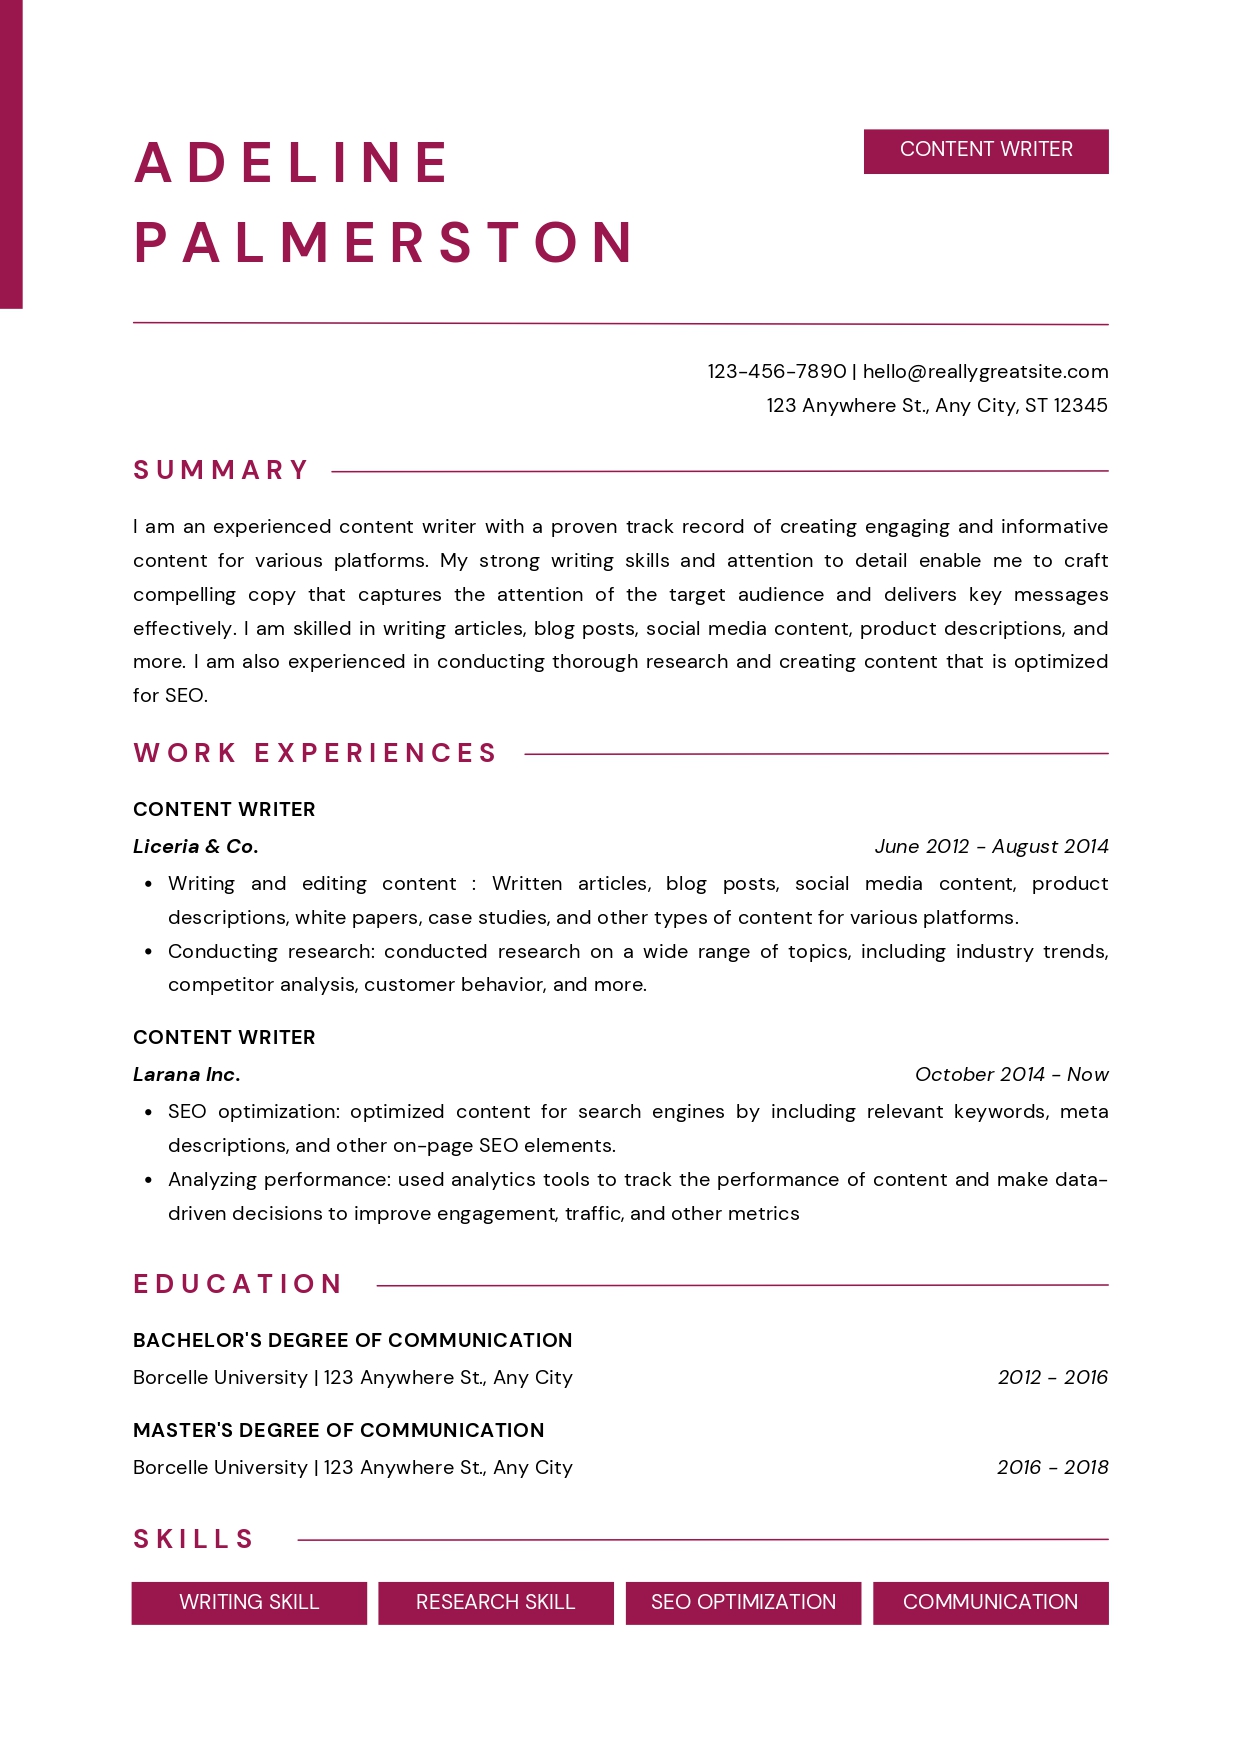 ADELINE
PALMERSTON
CONTENT WRITER
123-456-7890 | hello@reallygreatsite.com
123 Anywhere St., Any City, ST 12345
SUMMARY
I am an experienced content writer with a proven track record of creating engaging and informative
content for various platforms. My strong writing skills and attention to detail enable me to craft
compelling copy that captures the attention of the target audience and delivers key messages
effectively. I am skilled in writing articles, blog posts, social media content, product descriptions, and
more. I am also experienced in conducting thorough research and creating content that is optimized
for SEO.
WORK EXPERIENCES
CONTENT WRITER
Liceria & Co. June 2012 - August 2014
• Writing and editing content : Written articles, blog posts, social media content, product
descriptions, white papers, case studies, and other types of content for various platforms.
• Conducting research: conducted research on a wide range of topics, including industry trends,
competitor analysis, customer behavior, and more.
CONTENT WRITER
Larana Inc. October 2014 - Now
• SEO optimization: optimized content for search engines by including relevant keywords, meta
descriptions, and other on-page SEO elements.
• Analyzing performance: used analytics tools to track the performance of content and make data-
driven decisions to improve engagement, traffic, and other metrics
EDUCATION
BACHELOR'S DEGREE OF COMMUNICATION
Borcelle University | 123 Anywhere St., Any City 2012 - 2016
MASTER'S DEGREE OF COMMUNICATION
Borcelle University | 123 Anywhere St., Any City 2016 - 2018
SKILLS
WRITING SKILL RESEARCH SKILL SEO OPTIMIZATION COMMUNICATION